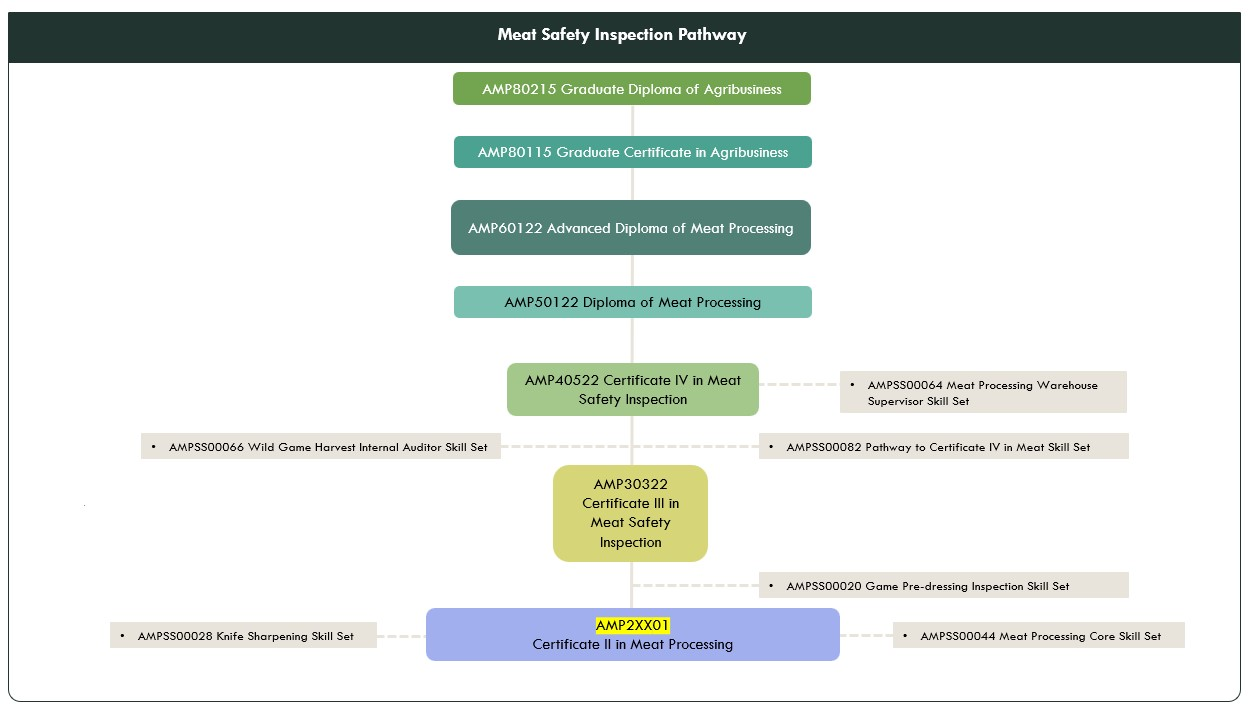 Meat Safety Inspection Pathway
AMP80215 Graduate Diploma of Agribusiness
AMP80115 Graduate Certificate in Agribusiness
AMP60122 Advanced Diploma of Meat Processing
AMP50122 Diploma of Meat Processing
AMP40522 Certificate IV in Meat
Safety Inspection
• AMPSS00064 Meat Processing Warehouse
Supervisor Skill Set
• AMPSS00066 Wild Game Harvest Internal Auditor Skill Set
• AMPSS00082 Pathway to Certificate IV in Meat Skill Set
AMP30322
Certificate III in
Meat Safety
Inspection
• AMPSS00020 Game Pre-dressing Inspection Skill Set
• AMPSS00028 Knife Sharpening Skill Set
AMP2XX01
Certificate II in Meat Processing
• AMPSS00044 Meat Processing Core Skill Set